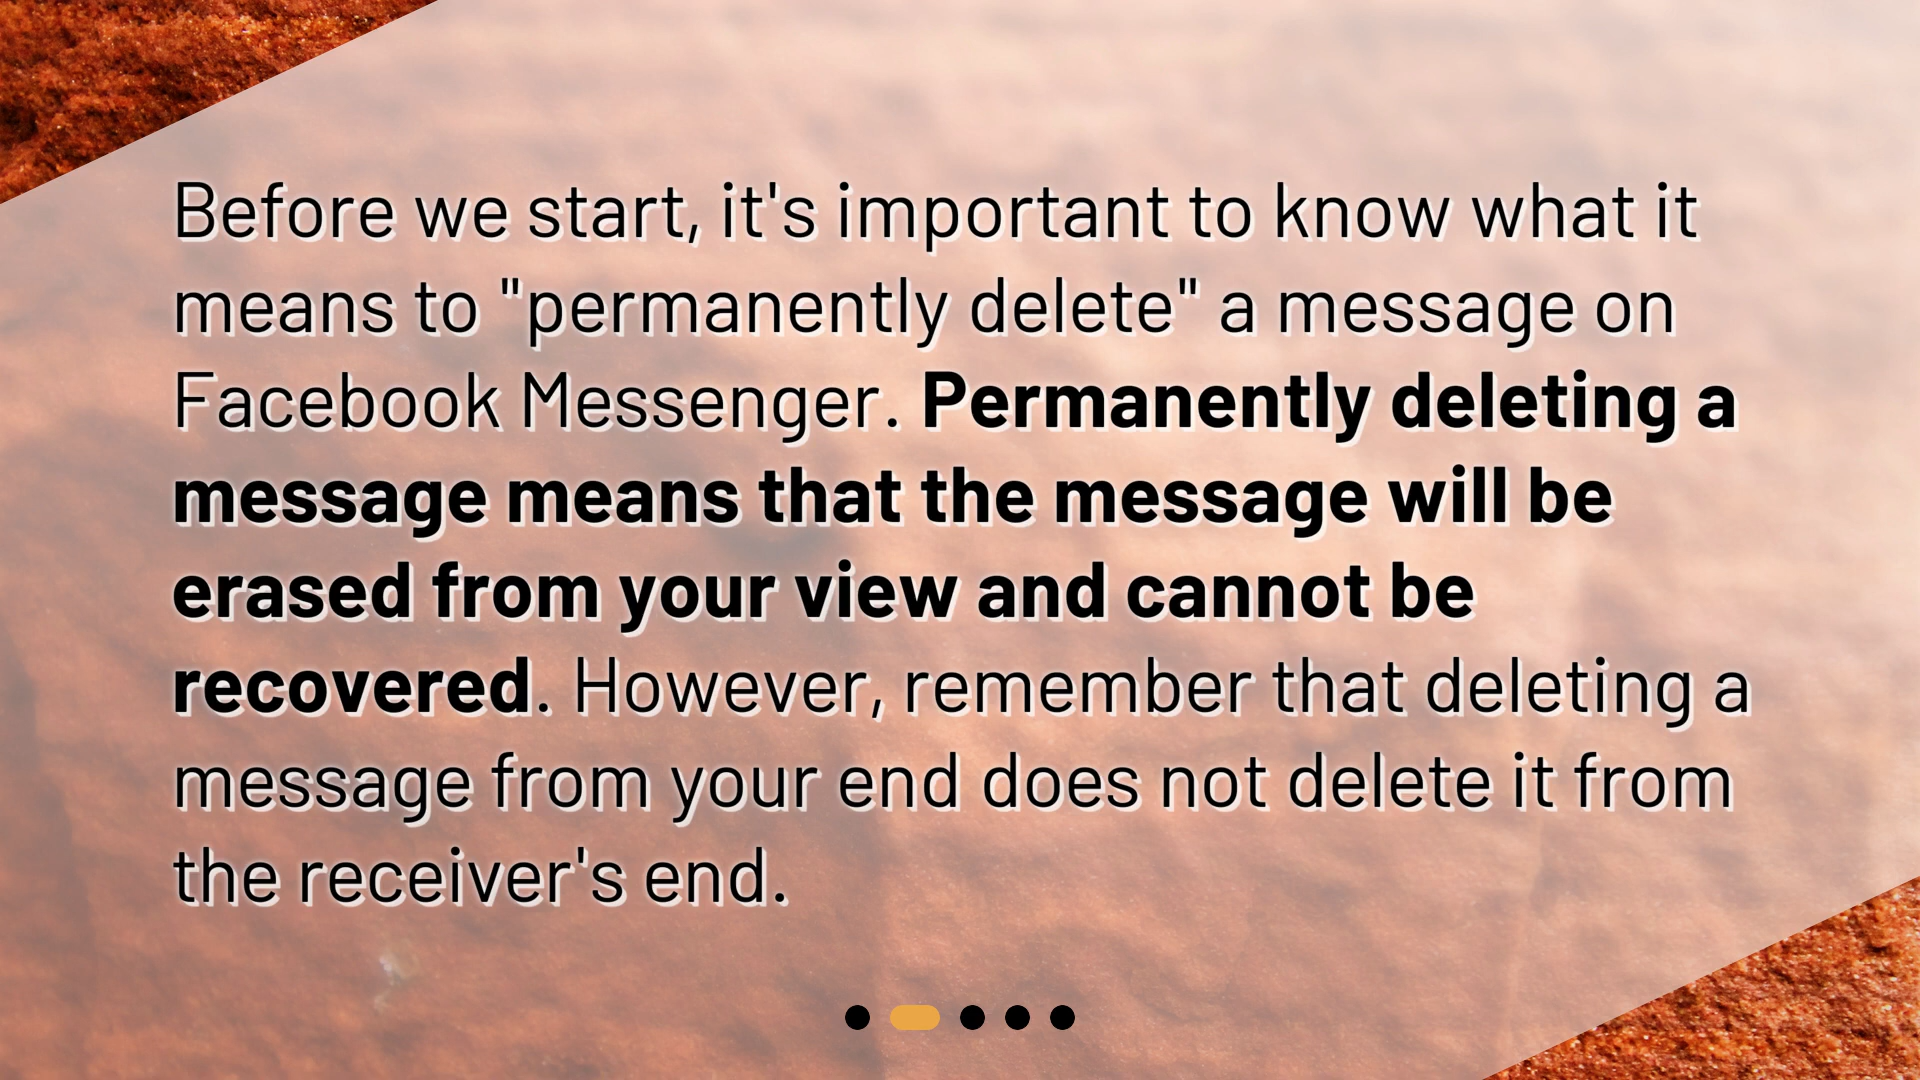 Before we start, it's important to know what it
means to "permanently delete" a message on
Facebook Messenger. Permanently deleting a
message means that the message will be
erased from your view and cannot be
recovered. However, remember that deleting a
message from your end does not delete it from
the receiver's end.